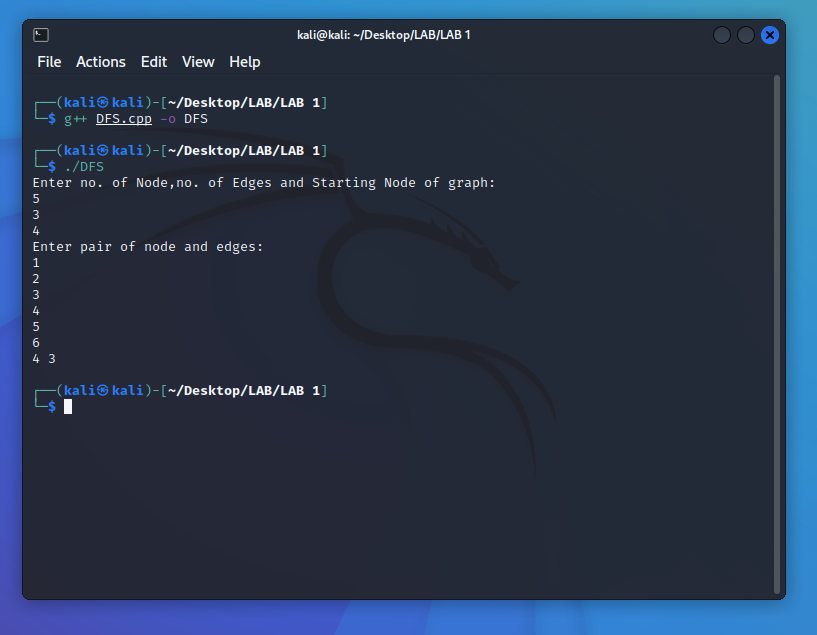 kali@kali: ~/Desktop/LAB/LAB 1
File Actions Edit View Help
┌──(kali㉿kali)-[~/Desktop/LAB/LAB 1]
└─$ g++ DFS.cpp -o DFS
┌──(kali㉿kali)-[~/Desktop/LAB/LAB 1]
└─$ ./DFS
Enter no. of Node,no. of Edges and Starting Node of graph:
5
3
4
Enter pair of node and edges:
1
2
3
4
5
6
4 3
┌──(kali㉿kali)-[~/Desktop/LAB/LAB 1]
└─$